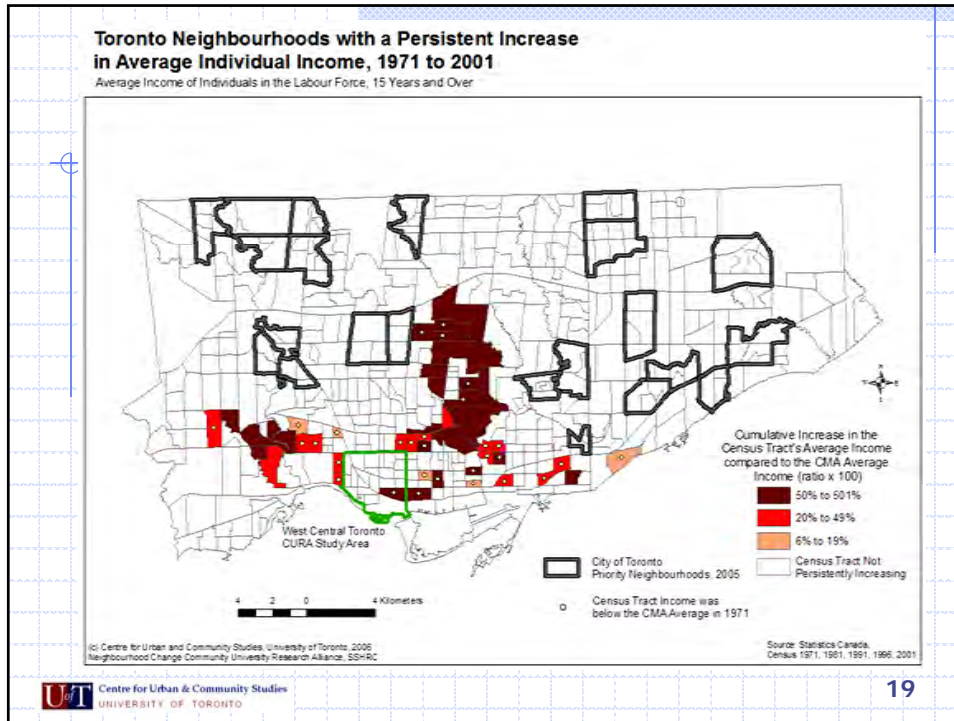 Toronto Neighbourhoods with a Persistent Increase
in Average Individual Income, 1971 to 2001
Average Income of Individuals in the Labour Force, 15 Years and Over
N
W
E
S
Cumulative Increase in the
Census Tract's Average Income
compared to the CMA Average
Income (ratio x 100)
50% to 501%
20% to 49%
6% to 19%
Census Tract Not
Persistently Increasing
West Central Toronto
CURA Study Area
City of Toronto
Priority Neighbourhoods, 2005
Census Tract Income was
below the CMA Average in 1971
4 2 0 4 Kilometers
(c) Centre for Urban and Community Studies, University of Toronto, 2006
Neighbourhood Change Community University Research Alliance, SSHRC
Source: Statistics Canada,
Census 1971, 1981, 1991, 1996, 2001
UofT
Centre for Urban & Community Studies
UNIVERSITY OF TORONTO
19